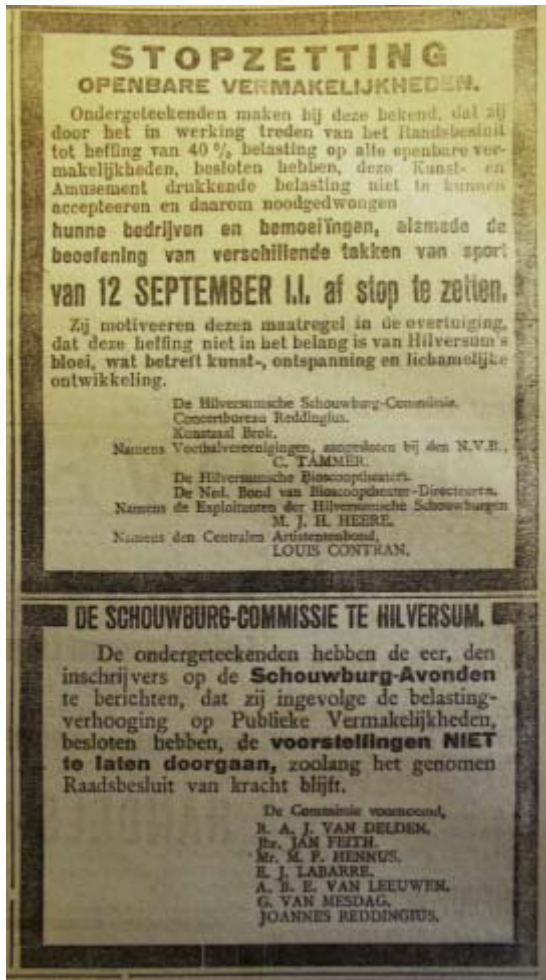 STOPZETTING
OPENBARE VERMAKELIJKHEDEN.
Ondergeteekenden maken bij deze bekend, dat zij
door het in werking treden van het Raadsbesluit
tot heffing van 40 % belasting op alle openbare ver-
makelijkheden, besloten hebben, deze Kunst- en
Amusement drukkende belasting niet te kunnen
accepteeren en daarom noodgedwongen
hunne bedrijven en bemoeiïngen, alsmede de
beoefening van verschillende takken van sport
van 12 SEPTEMBER l.l. af stop te zetten.
Zij motiveeren dezen maatregel in de overtuiging,
dat deze heffing niet in het belang is van Hilversum's
bloei, wat betreft kunst-, ontspanning en lichamelijke
ontwikkeling.
De Hilversumsche Schouwburg-Commissie.
Concertbureau Reddingius.
Kunstzaal Brok.
Namens Voetbalvereenigingen, aangesloten bij den N.V.B.,
C. TAMMER.
De Hilversumsche Bioscooptheaters.
De Ned. Bond van Bioscooptheater-Directeuren.
Namens de Exploitanten der Hilversumsche Schouwburgen
M. J. H. HEERE.
Namens den Centralen Artistentenbond,
LOUIS CONTRAN.
DE SCHOUWBURG-COMMISSIE TE HILVERSUM.
De ondergeteekenden hebben de eer, den
inschrijvers op de Schouwburg-Avonden
te berichten, dat zij ingevolge de belasting-
verhooging op Publieke Vermakelijkheden,
besloten hebben, de voorstellingen NIET
te laten doorgaan, zoolang het genomen
Raadsbesluit van kracht blijft.
De Commissie voornoemd,
R. A. J. VAN DELDEN.
Jhr. JAN FEITH.
Mr. M. F. HENNUS.
E. J. LABARRE.
A. B. E. VAN LEEUWEN.
G. VAN MESDAG.
JOANNES REDDINGIUS.